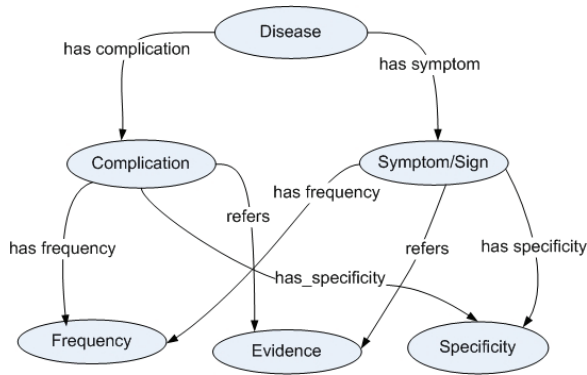 Disease
has complication
has symptom
Complication
Symptom/Sign
has frequency
refers
has frequency
refers
has specificity
has_specificity
Frequency
Evidence
Specificity